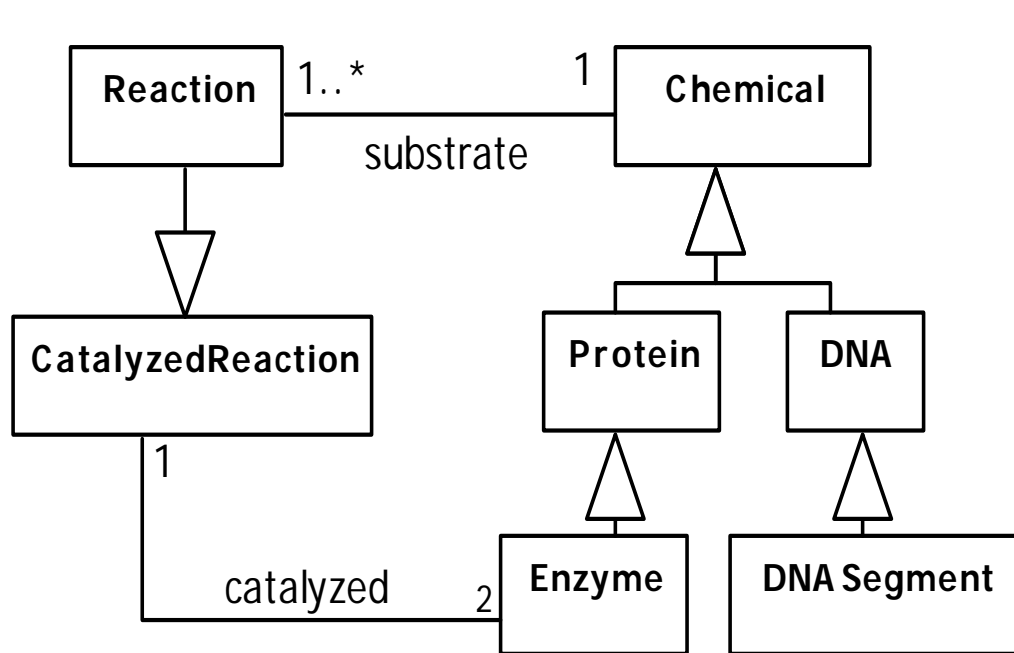 Reaction
1..*
1
Chemical
substrate
CatalyzedReaction
Protein
DNA
1
catalyzed
2
Enzyme
DNA Segment